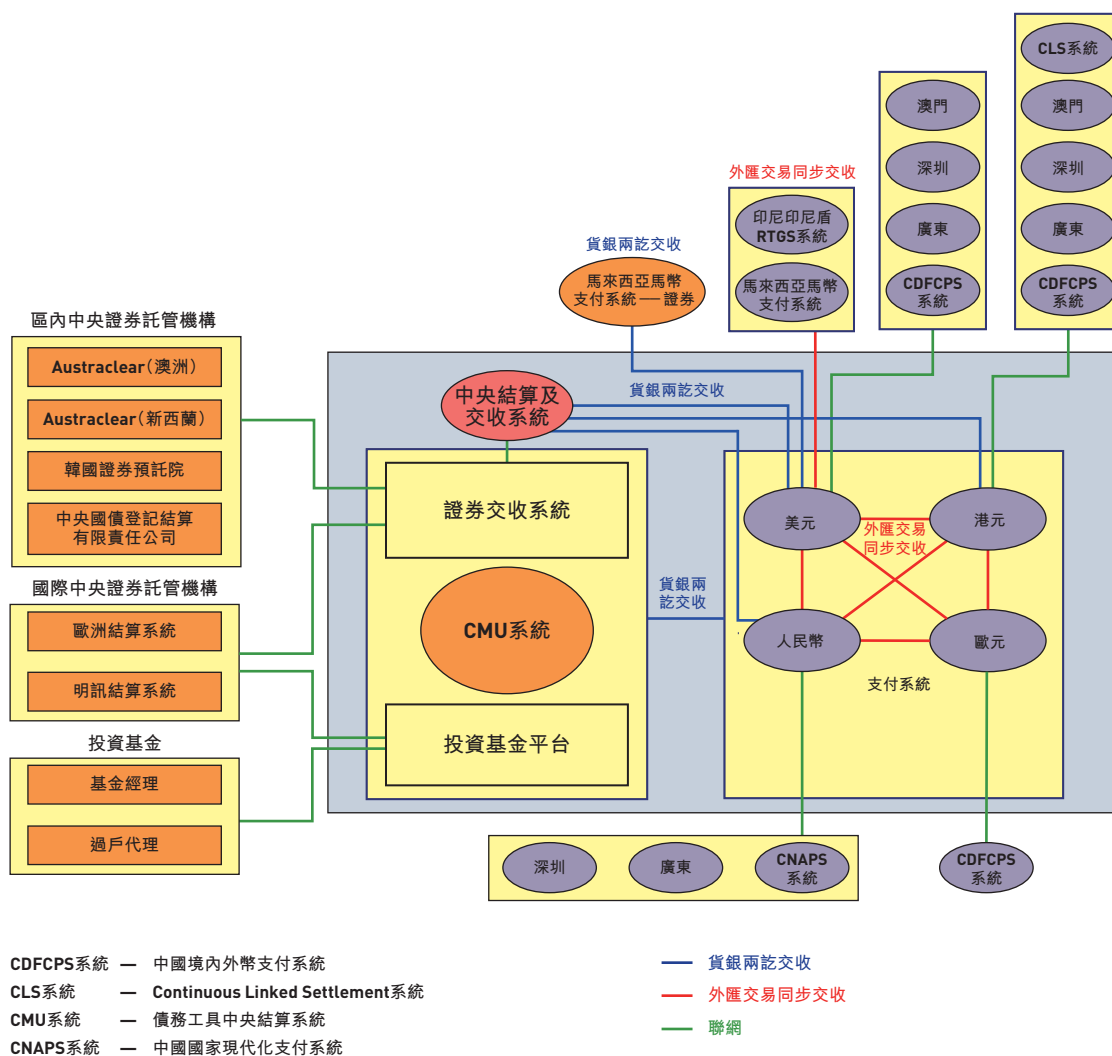 CLS系統
澳門
深圳
廣東
CDFCPS
系統
澳門
深圳
廣東
CDFCPS
系統
外匯交易同步交收
印尼印尼盾
RTGS系統
馬來西亞馬幣
支付系統
貨銀兩訖交收
馬來西亞馬幣
支付系統 — 證券
區內中央證券託管機構
Austraclear（澳洲）
Austraclear（新西蘭）
韓國證券預託院
中央國債登記結算
有限責任公司
國際中央證券託管機構
歐洲結算系統
明訊結算系統
投資基金
基金經理
過戶代理
中央結算及
交收系統
貨銀兩訖交收
證券交收系統
CMU系統
投資基金平台
貨銀兩
訖交收
美元
港元
外匯交易
同步交收
人民幣
歐元
支付系統
深圳
廣東
CNAPS
系統
CDFCPS
系統
CDFCPS系統 — 中國境內外幣支付系統
CLS系統 — Continuous Linked Settlement系統
CMU系統 — 債務工具中央結算系統
CNAPS系統 — 中國國家現代化支付系統
貨銀兩訖交收
外匯交易同步交收
聯網